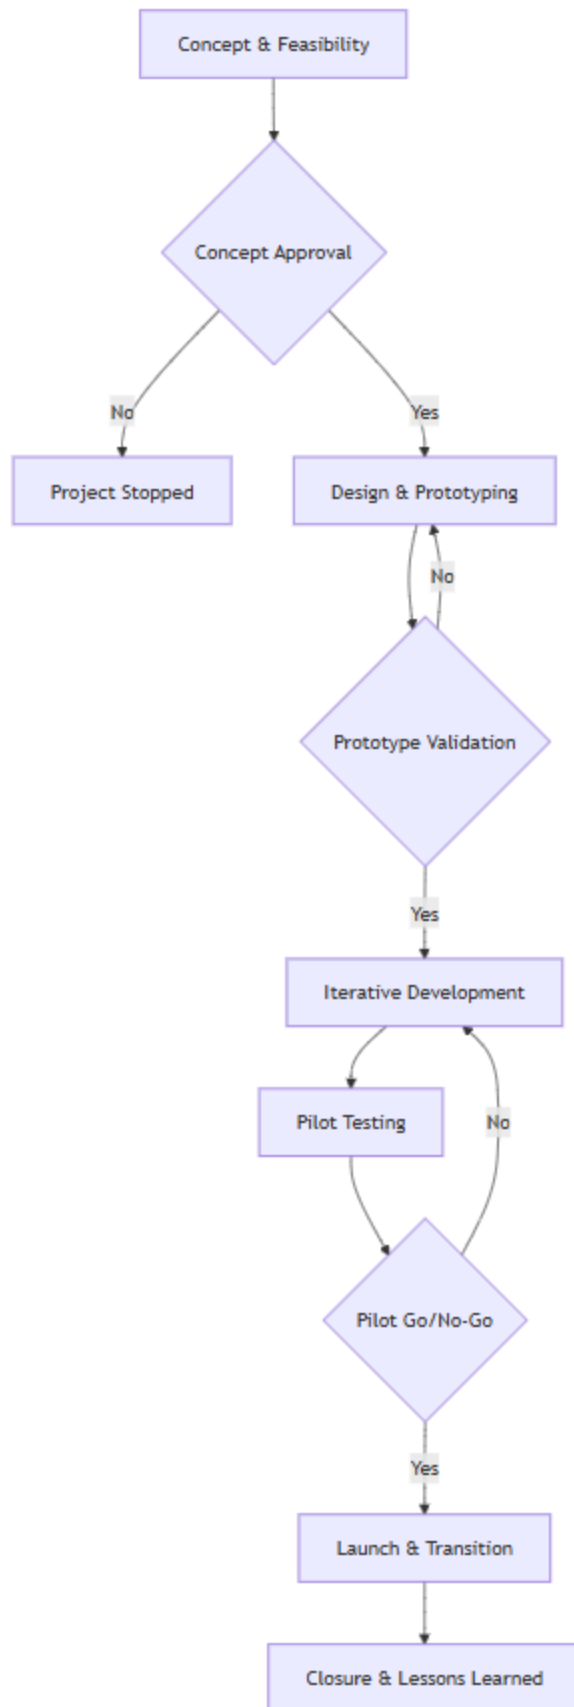 Concept & Feasibility
Concept Approval
No
Yes
Project Stopped
Design & Prototyping
No
Prototype Validation
Yes
Iterative Development
Pilot Testing
No
Pilot Go/No-Go
Yes
Launch & Transition
Closure & Lessons Learned